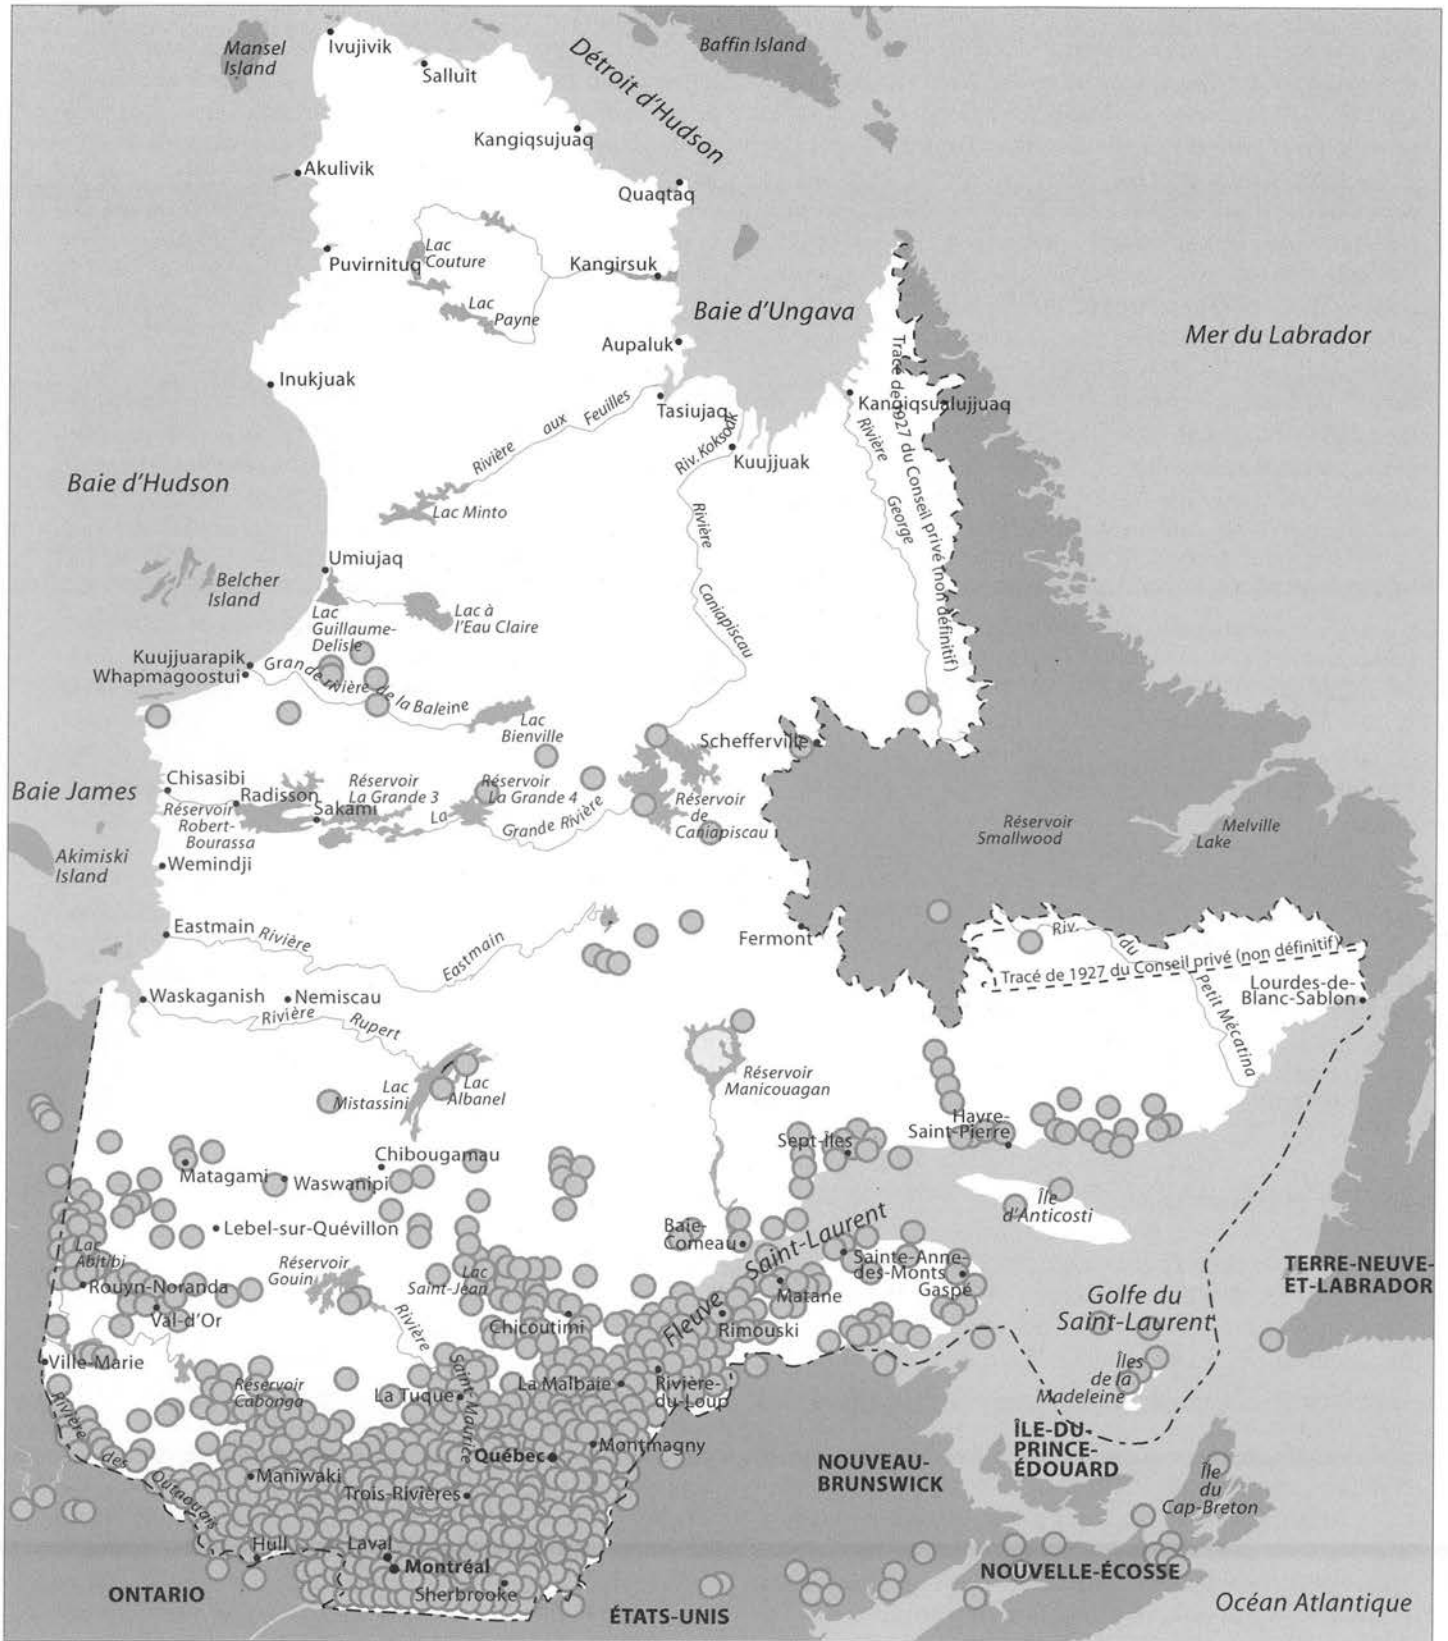 Mansel
Island
Ivujivik
Salluit
Détroit d'Hudson
Baffin Island
Kangiqsujuaq
Akulivik
Quaqtaq
Puvirnituq
Lac
Couture
Kangirsuk
Lac
Payne
Baie d'Ungava
Mer du Labrador
Aupaluk
Inukjuak
Tasiujaq
Kangiqsualujjuaq
Tracé de 1927 du Conseil privé (non définitif)
Rivière aux Feuilles
Riv. Koksoak
Kuujjuak
Rivière George
Baie d'Hudson
Lac Minto
Rivière Caniapiscau
Umiujaq
Belcher
Island
Lac
Guillaume-
Delisle
Lac à
l'Eau Claire
Kuujjuarapik
Whapmagoostui
Grande rivière de la Baleine
Lac
Bienville
Schefferville
Baie James
Chisasibi
Radisson
Réservoir
Robert-
Bourassa
Sakami
Réservoir
La Grande 3
Réservoir
La Grande 4
La Grande Rivière
Réservoir
de
Caniapiscau
Réservoir
Smallwood
Melville
Lake
Akimiski
Island
Wemindji
Eastmain
Rivière Eastmain
Fermont
Riv. du Petit Mécatina
Tracé de 1927 du Conseil privé (non définitif)
Lourdes-de-
Blanc-Sablon
Waskaganish
Nemiscau
Rivière Rupert
Lac
Mistassini
Lac
Albanel
Réservoir
Manicouagan
Sept-Îles
Havre-
Saint-Pierre
Matagami
Waswanipi
Chibougamau
Île
d'Anticosti
Lebel-sur-Quévillon
Baie-
Comeau
Fleuve Saint-Laurent
Lac
Abitibi
Rouyn-Noranda
Val-d'Or
Réservoir
Gouin
Lac
Saint-Jean
Sainte-Anne-
des-Monts
Gaspé
Matane
Golfe du
Saint-Laurent
TERRE-NEUVE-
ET-LABRADOR
Chicoutimi
Rimouski
Ville-Marie
Rivière Saint-Maurice
Réservoir
Cabonga
La Tuque
La Malbaie
Rivière-
du-Loup
Îles
de la
Madeleine
Rivière des Outaouais
Québec
Montmagny
NOUVEAU-
BRUNSWICK
ÎLE-DU-
PRINCE-
ÉDOUARD
Île
du
Cap-Breton
Maniwaki
Trois-Rivières
Hull
Laval
Montréal
Sherbrooke
ONTARIO
ÉTATS-UNIS
NOUVELLE-ÉCOSSE
Océan Atlantique